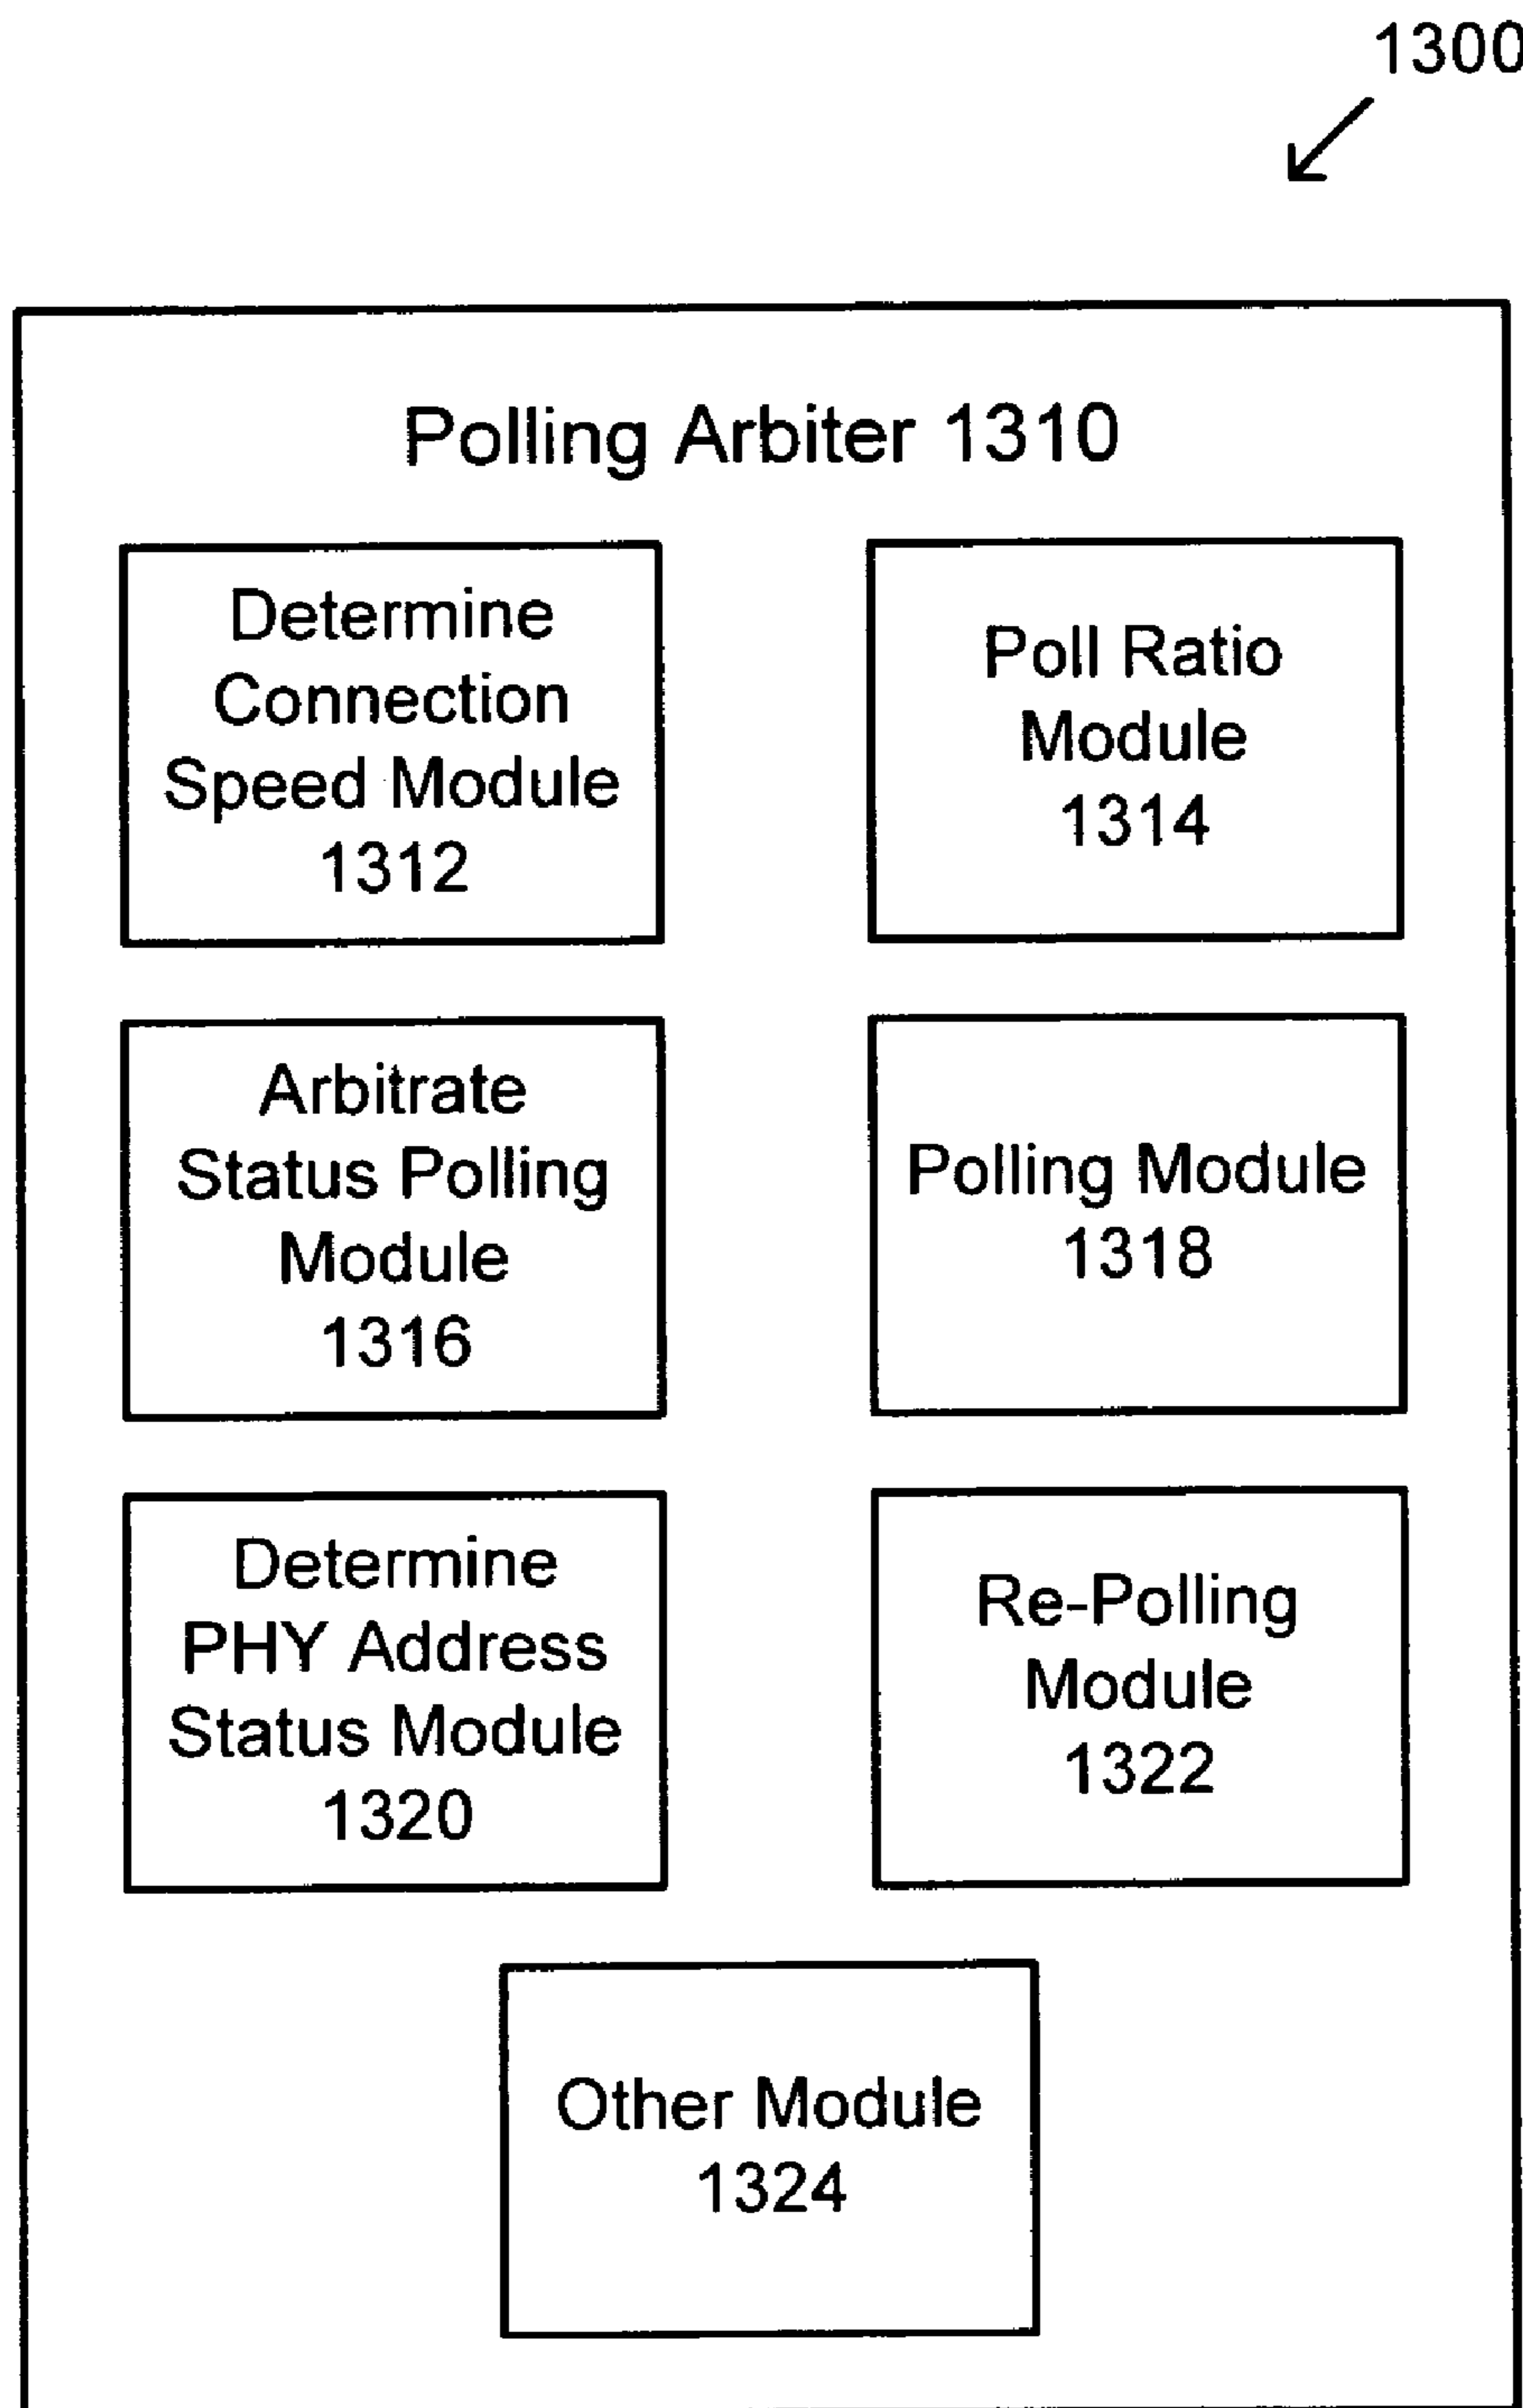 1300
Polling Arbiter 1310
Determine
Connection
Speed Module
1312
Poll Ratio
Module
1314
Arbitrate
Status Polling
Module
1316
Polling Module
1318
Determine
PHY Address
Status Module
1320
Re-Polling
Module
1322
Other Module
1324